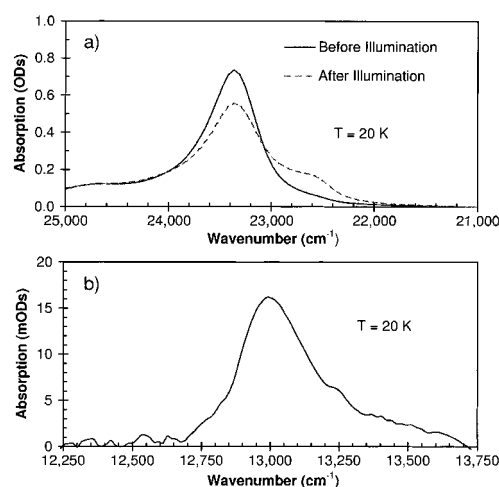 a)
Before Illumination
After Illumination
T = 20 K
Absorption (ODs)
1.0
0.8
0.6
0.4
0.2
0.0
25,000 24,000 23,000 22,000 21,000
Wavenumber (cm-1)
b)
T = 20 K
Absorption (mODs)
20
15
10
5
0
12,250 12,500 12,750 13,000 13,250 13,500 13,750
Wavenumber (cm-1)